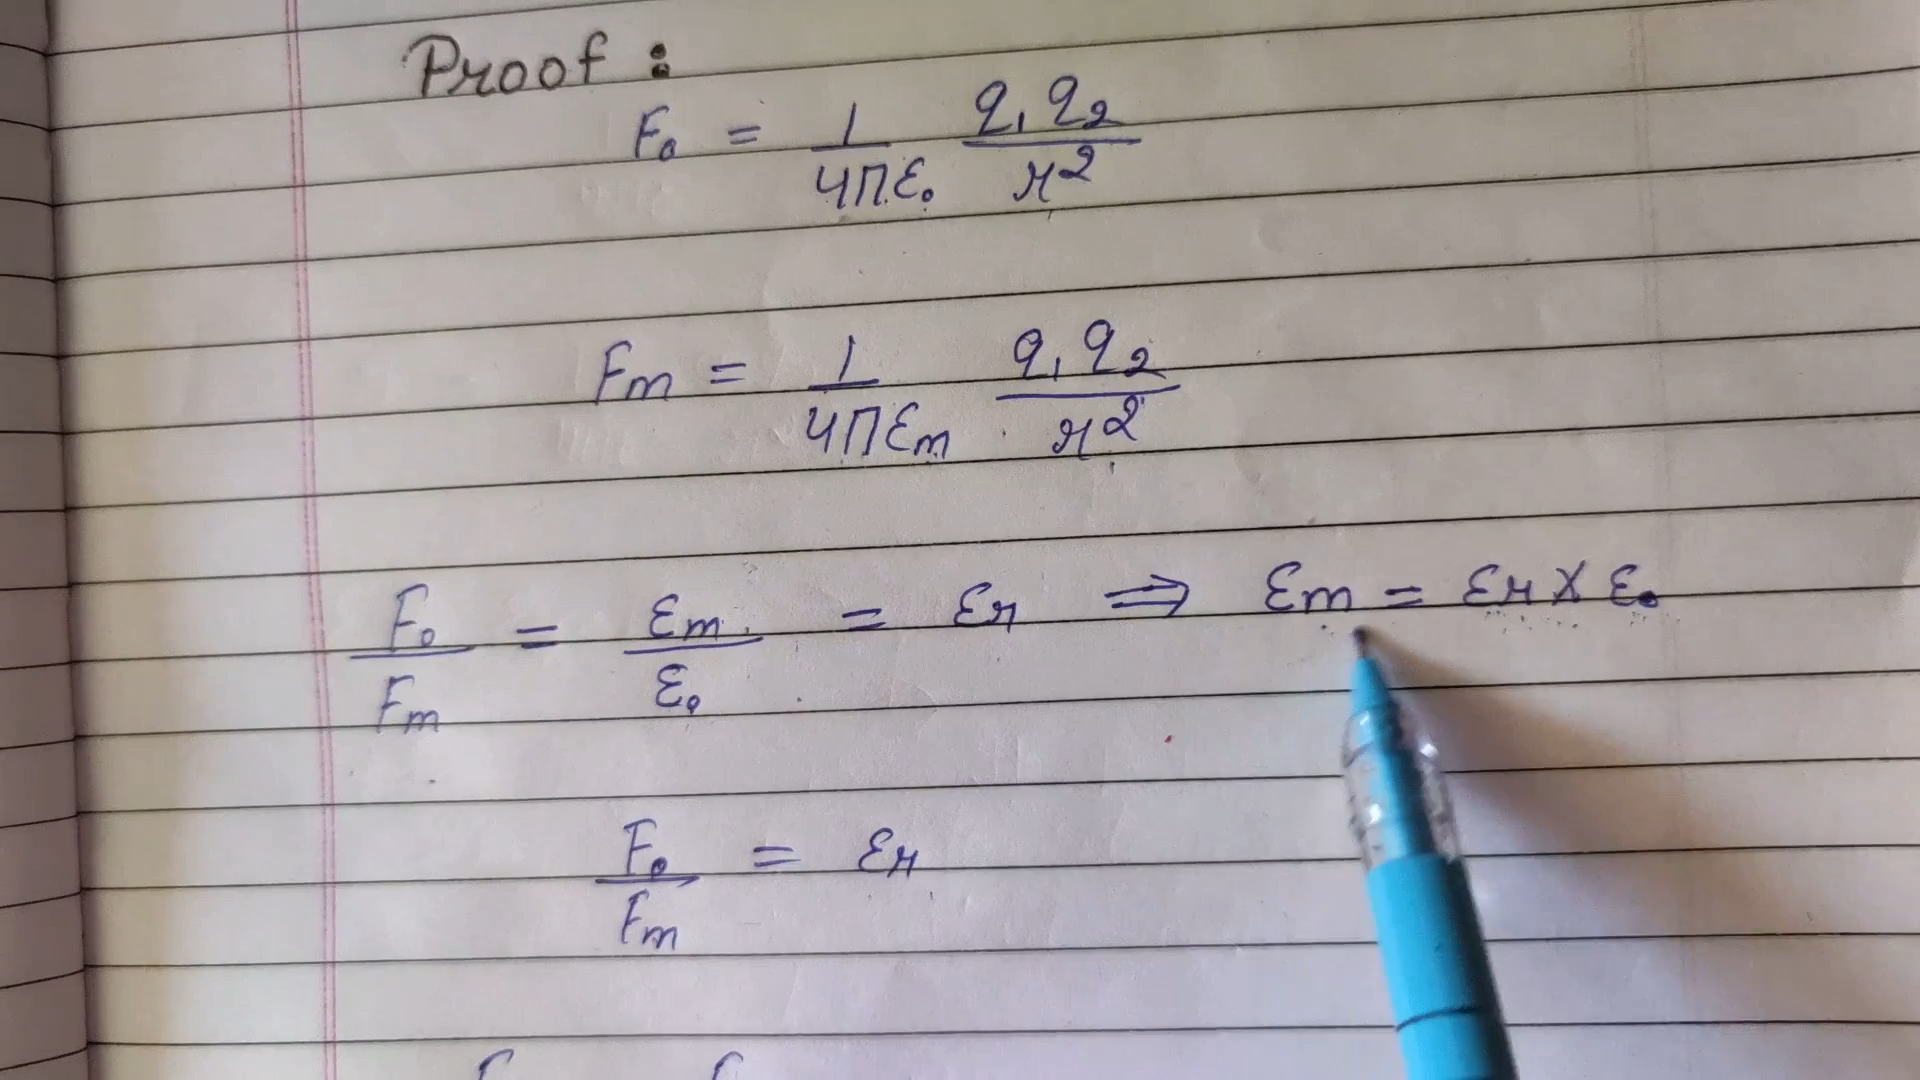 Proof :
F₀ = 1/4πε₀ q₁q₂/r²
Fm = 1/4πεm q₁q₂/r²
F₀/Fm = εm/ε₀ = εr ⇒ εm = εr × ε₀
F₀/Fm = εr